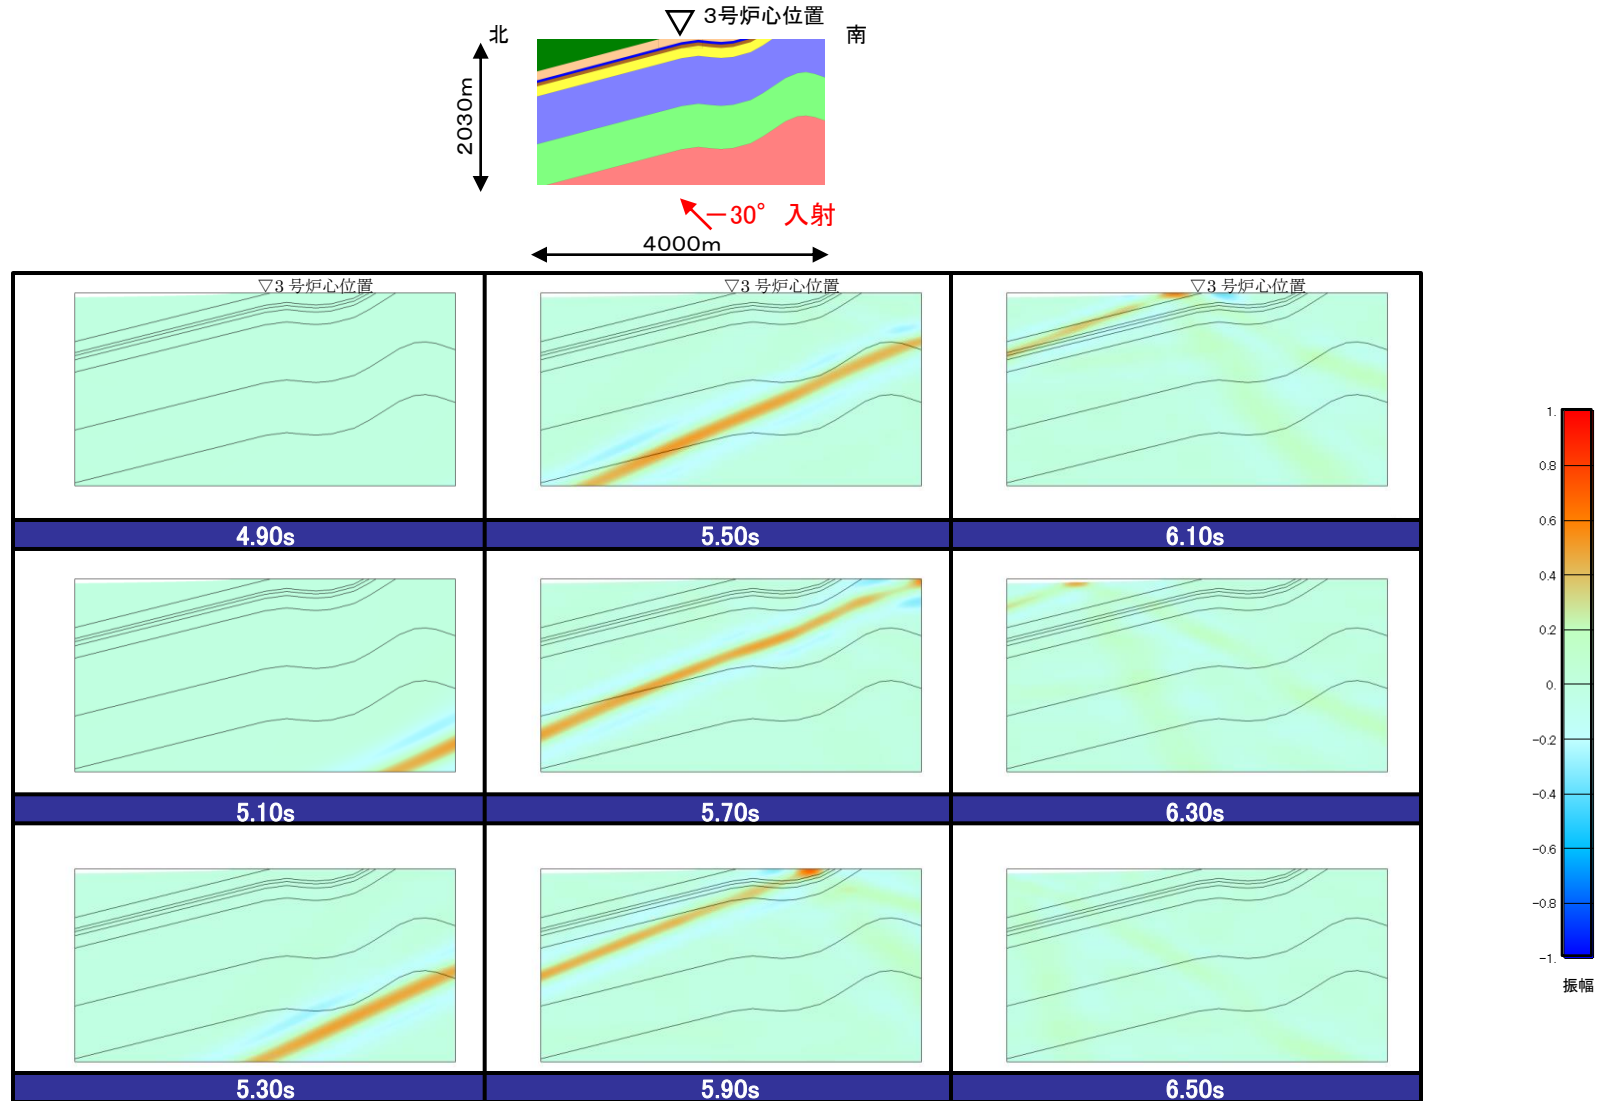 3号炉心位置
北
南
2030m
－30° 入射
4000m
▽3 号炉心位置
▽3 号炉心位置
▽3 号炉心位置
4.90s
5.50s
6.10s
5.10s
5.70s
6.30s
5.30s
5.90s
6.50s
1.
0.8
0.6
0.4
0.2
0.
-0.2
-0.4
-0.6
-0.8
-1.
振幅